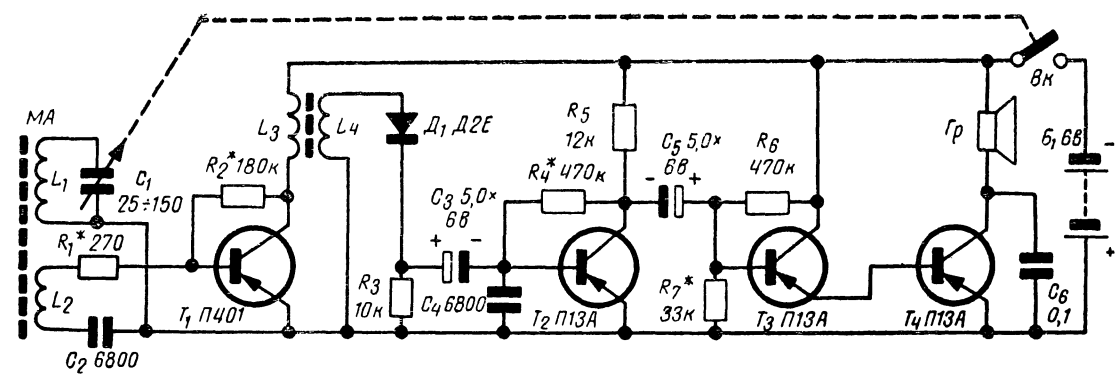 МА
L₁
C₁
25÷150
R₁* 270
L₂
C₂ 6800
R₂* 180к
T₁ П401
L₃
L₄
Д₁ Д2Е
R₃
10к
C₃ 5,0×
6в
C₄ 6800
R₄* 470к
R₅
12к
T₂ П13А
C₅ 5,0×
6в
R₆
470к
R₇*
33к
T₃ П13А
T₄ П13А
Гр
C₆
0,1
Вк
Б₁ 6в